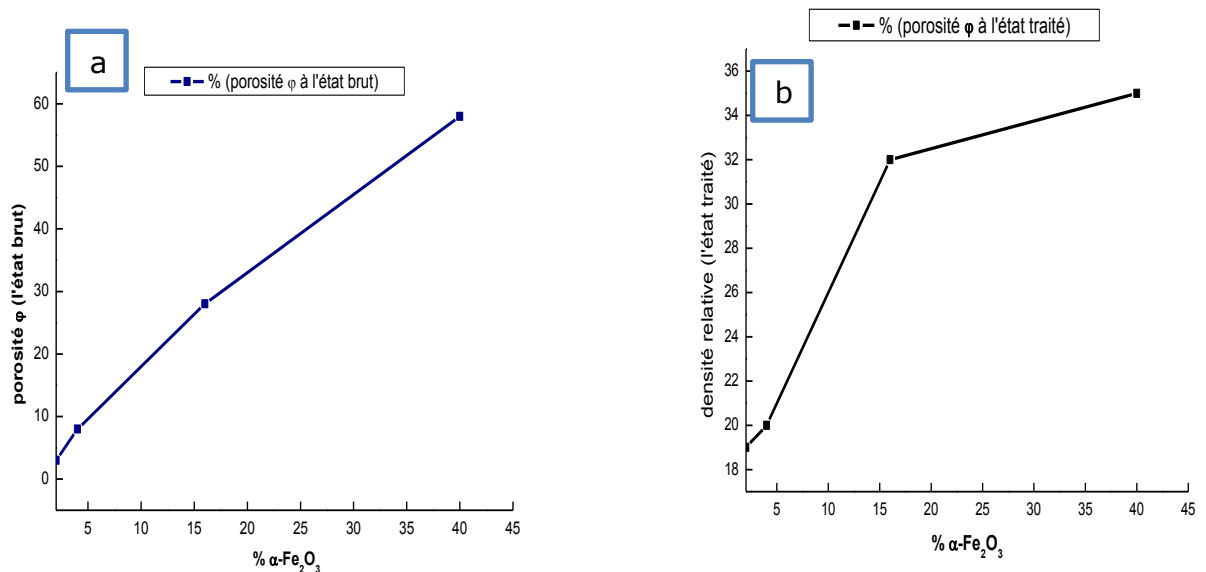 a
% (porosité φ à l'état brut)
porosité φ (l'état brut)
60
50
40
30
20
10
0
5 10 15 20 25 30 35 40 45
% α-Fe₂O₃
% (porosité φ à l'état traité)
b
densité relative (l'état traité)
36
34
32
30
28
26
24
22
20
18
5 10 15 20 25 30 35 40 45
% α-Fe₂O₃